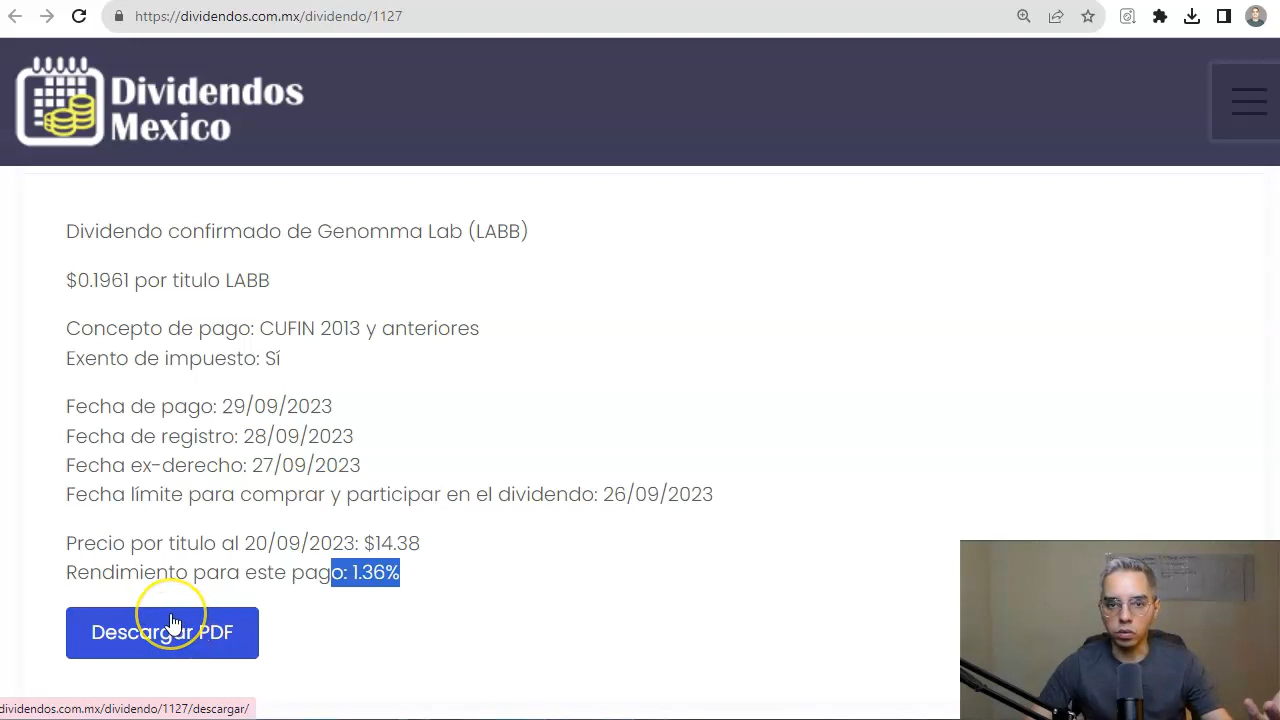 https://dividendos.com.mx/dividendo/1127
Dividendos
Mexico
Dividendo confirmado de Genomma Lab (LABB)
$0.1961 por titulo LABB
Concepto de pago: CUFIN 2013 y anteriores
Exento de impuesto: Sí
Fecha de pago: 29/09/2023
Fecha de registro: 28/09/2023
Fecha ex-derecho: 27/09/2023
Fecha límite para comprar y participar en el dividendo: 26/09/2023
Precio por titulo al 20/09/2023: $14.38
Rendimiento para este pago: 1.36%
Descargar PDF
dividendos.com.mx/dividendo/1127/descargar/